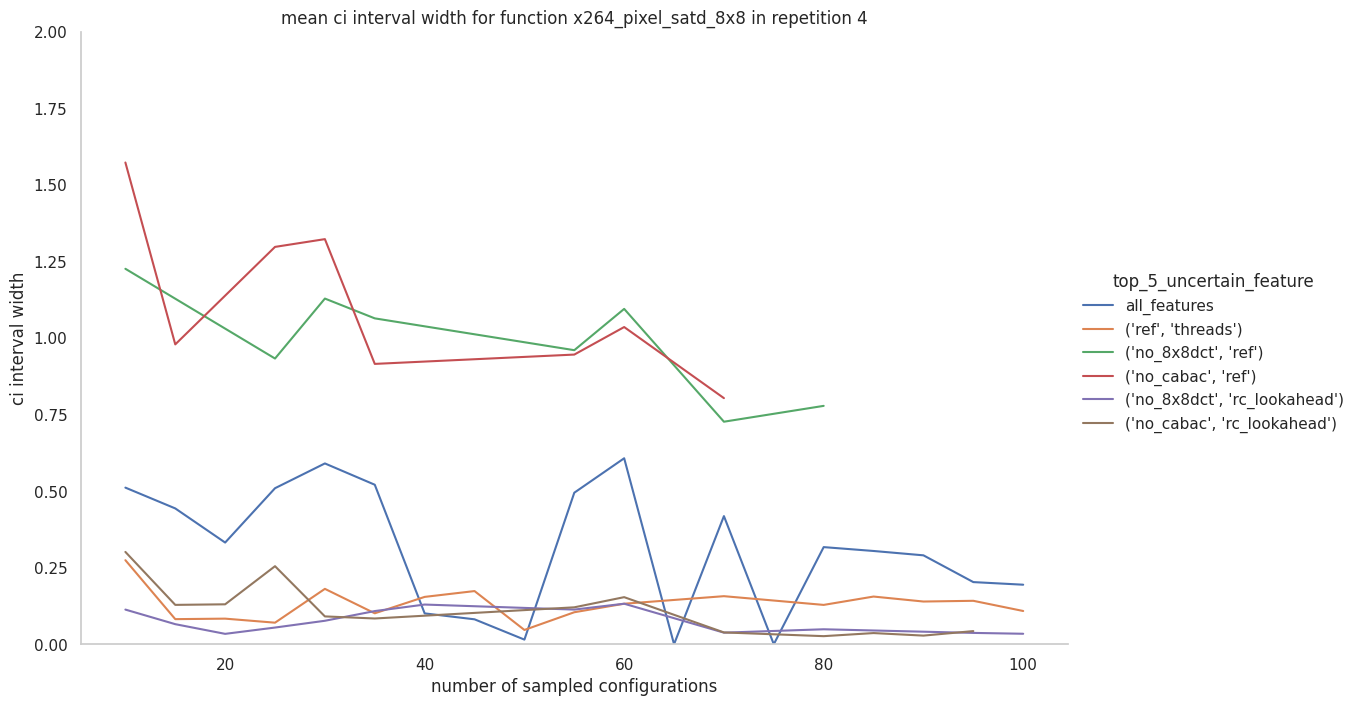 mean ci interval width for function x264_pixel_satd_8x8 in repetition 4
2.00
1.75
1.50
1.25
1.00
0.75
0.50
0.25
0.00
ci interval width
20
40
60
80
100
number of sampled configurations
top_5_uncertain_feature
all_features
('ref', 'threads')
('no_8x8dct', 'ref')
('no_cabac', 'ref')
('no_8x8dct', 'rc_lookahead')
('no_cabac', 'rc_lookahead')